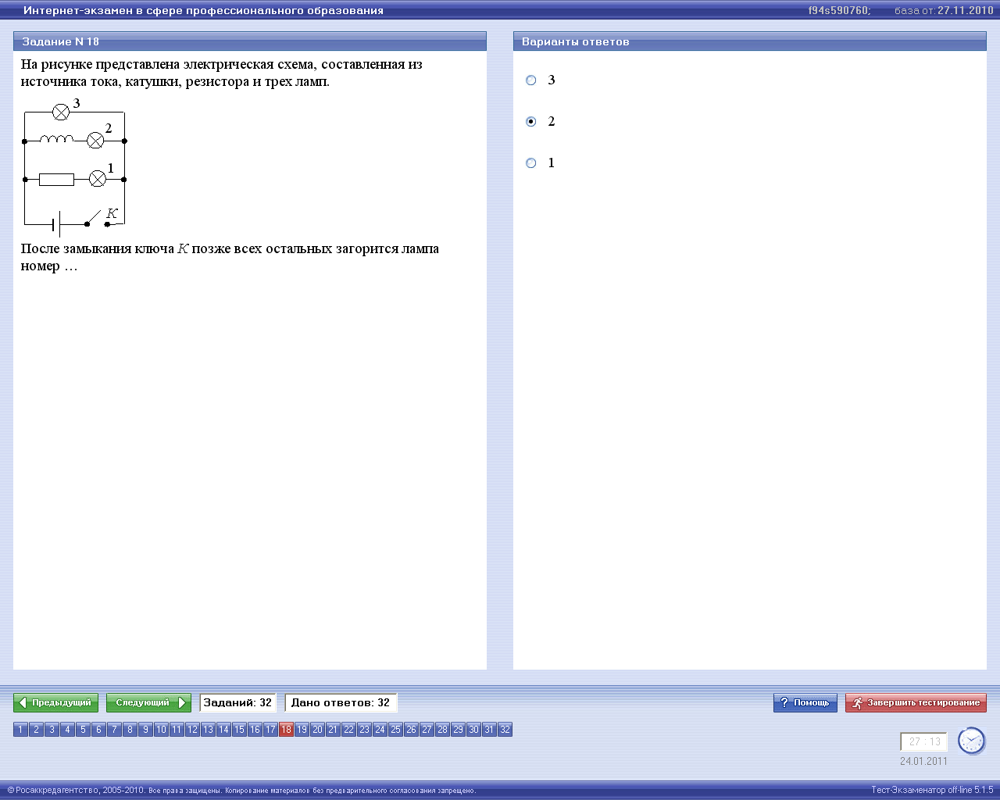 Интернет-экзамен в сфере профессионального образования
f94s590760; база от: 27.11.2010
Задание N 18
На рисунке представлена электрическая схема, составленная из
источника тока, катушки, резистора и трех ламп.
3
2
1
K
После замыкания ключа K позже всех остальных загорится лампа
номер …
Варианты ответов
3
2
1
Предыдущий Следующий Заданий: 32 Дано ответов: 32 ? Помощь Завершить тестирование
1 2 3 4 5 6 7 8 9 10 11 12 13 14 15 16 17 18 19 20 21 22 23 24 25 26 27 28 29 30 31 32
27 : 13
24.01.2011
© Росаккредагентство, 2005-2010. Все права защищены. Копирование материалов без предварительного согласования запрещено. Тест-Экзаменатор off-line 5.1.5